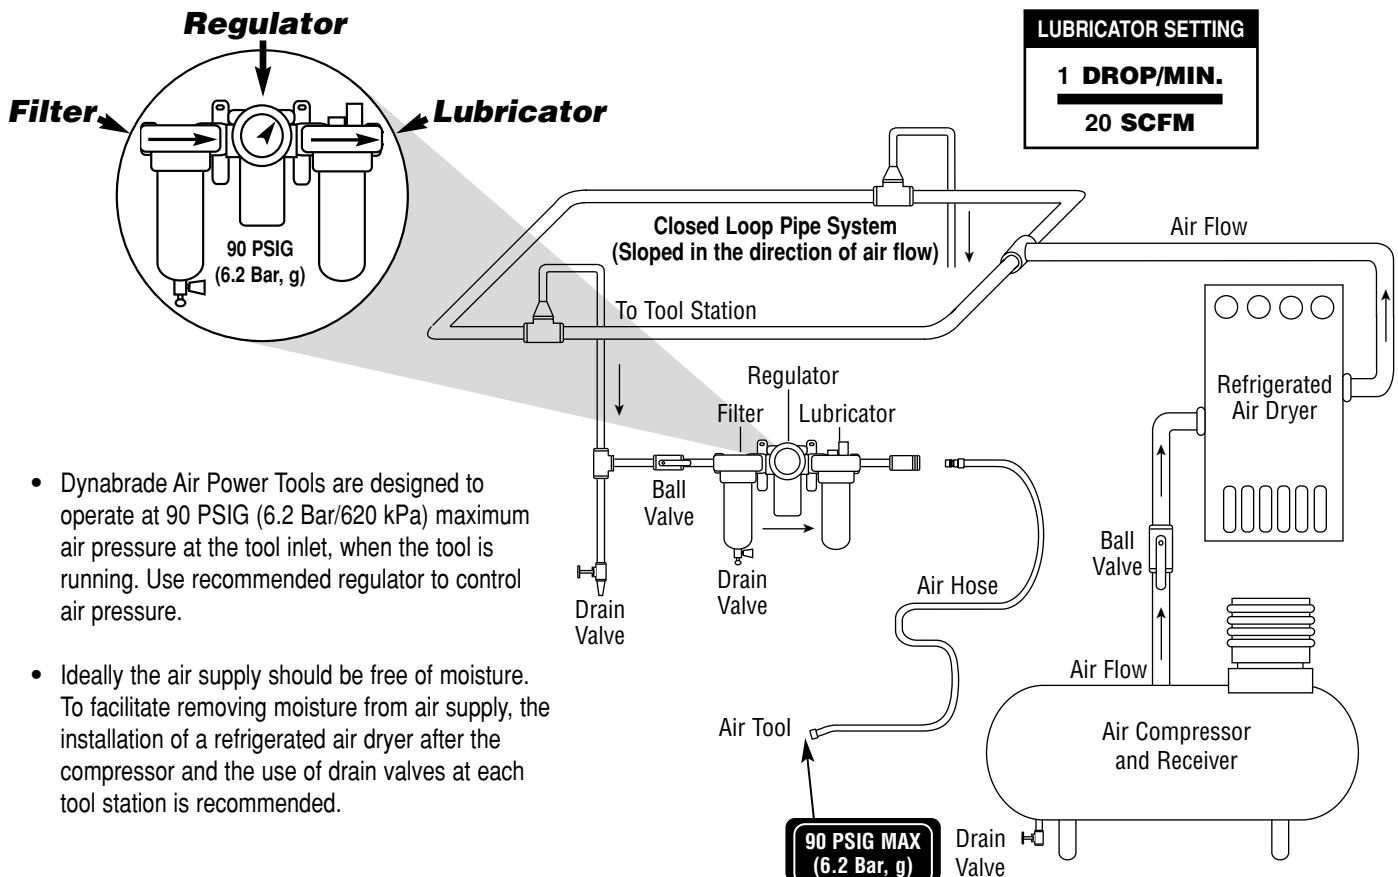 Regulator
Filter
Lubricator
90 PSIG
(6.2 Bar, g)
LUBRICATOR SETTING
1 DROP/MIN.
20 SCFM
Closed Loop Pipe System
(Sloped in the direction of air flow)
Air Flow
To Tool Station
Regulator
Filter
Lubricator
Refrigerated
Air Dryer
Ball
Valve
Drain
Valve
Drain
Valve
Air Hose
Ball
Valve
Air Flow
Air Tool
Air Compressor
and Receiver
90 PSIG MAX
(6.2 Bar, g)
Drain
Valve
• Dynabrade Air Power Tools are designed to
operate at 90 PSIG (6.2 Bar/620 kPa) maximum
air pressure at the tool inlet, when the tool is
running. Use recommended regulator to control
air pressure.
• Ideally the air supply should be free of moisture.
To facilitate removing moisture from air supply, the
installation of a refrigerated air dryer after the
compressor and the use of drain valves at each
tool station is recommended.